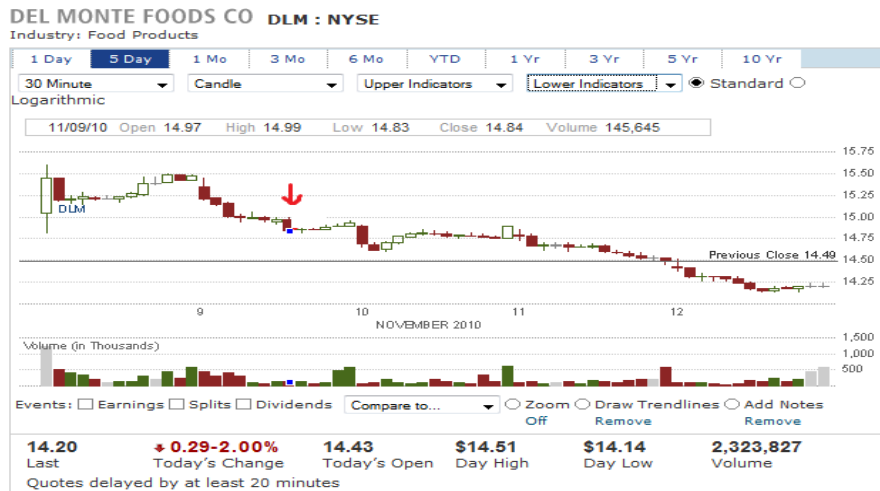 DEL MONTE FOODS CO DLM : NYSE
Industry: Food Products
1 Day 5 Day 1 Mo 3 Mo 6 Mo YTD 1 Yr 3 Yr 5 Yr 10 Yr
30 Minute Candle Upper Indicators Lower Indicators Standard
Logarithmic
11/09/10 Open 14.97 High 14.99 Low 14.83 Close 14.84 Volume 145,645
15.75
15.50
15.25
DLM
15.00
14.75
Previous Close 14.49
14.50
14.25
9 10 11 12
NOVEMBER 2010
Volume (in Thousands)
1,500
1,000
500
Events: Earnings Splits Dividends Compare to... Zoom Draw Trendlines Add Notes
Off Remove Remove
14.20 0.29-2.00% 14.43 $14.51 $14.14 2,323,827
Last Today's Change Today's Open Day High Day Low Volume
Quotes delayed by at least 20 minutes